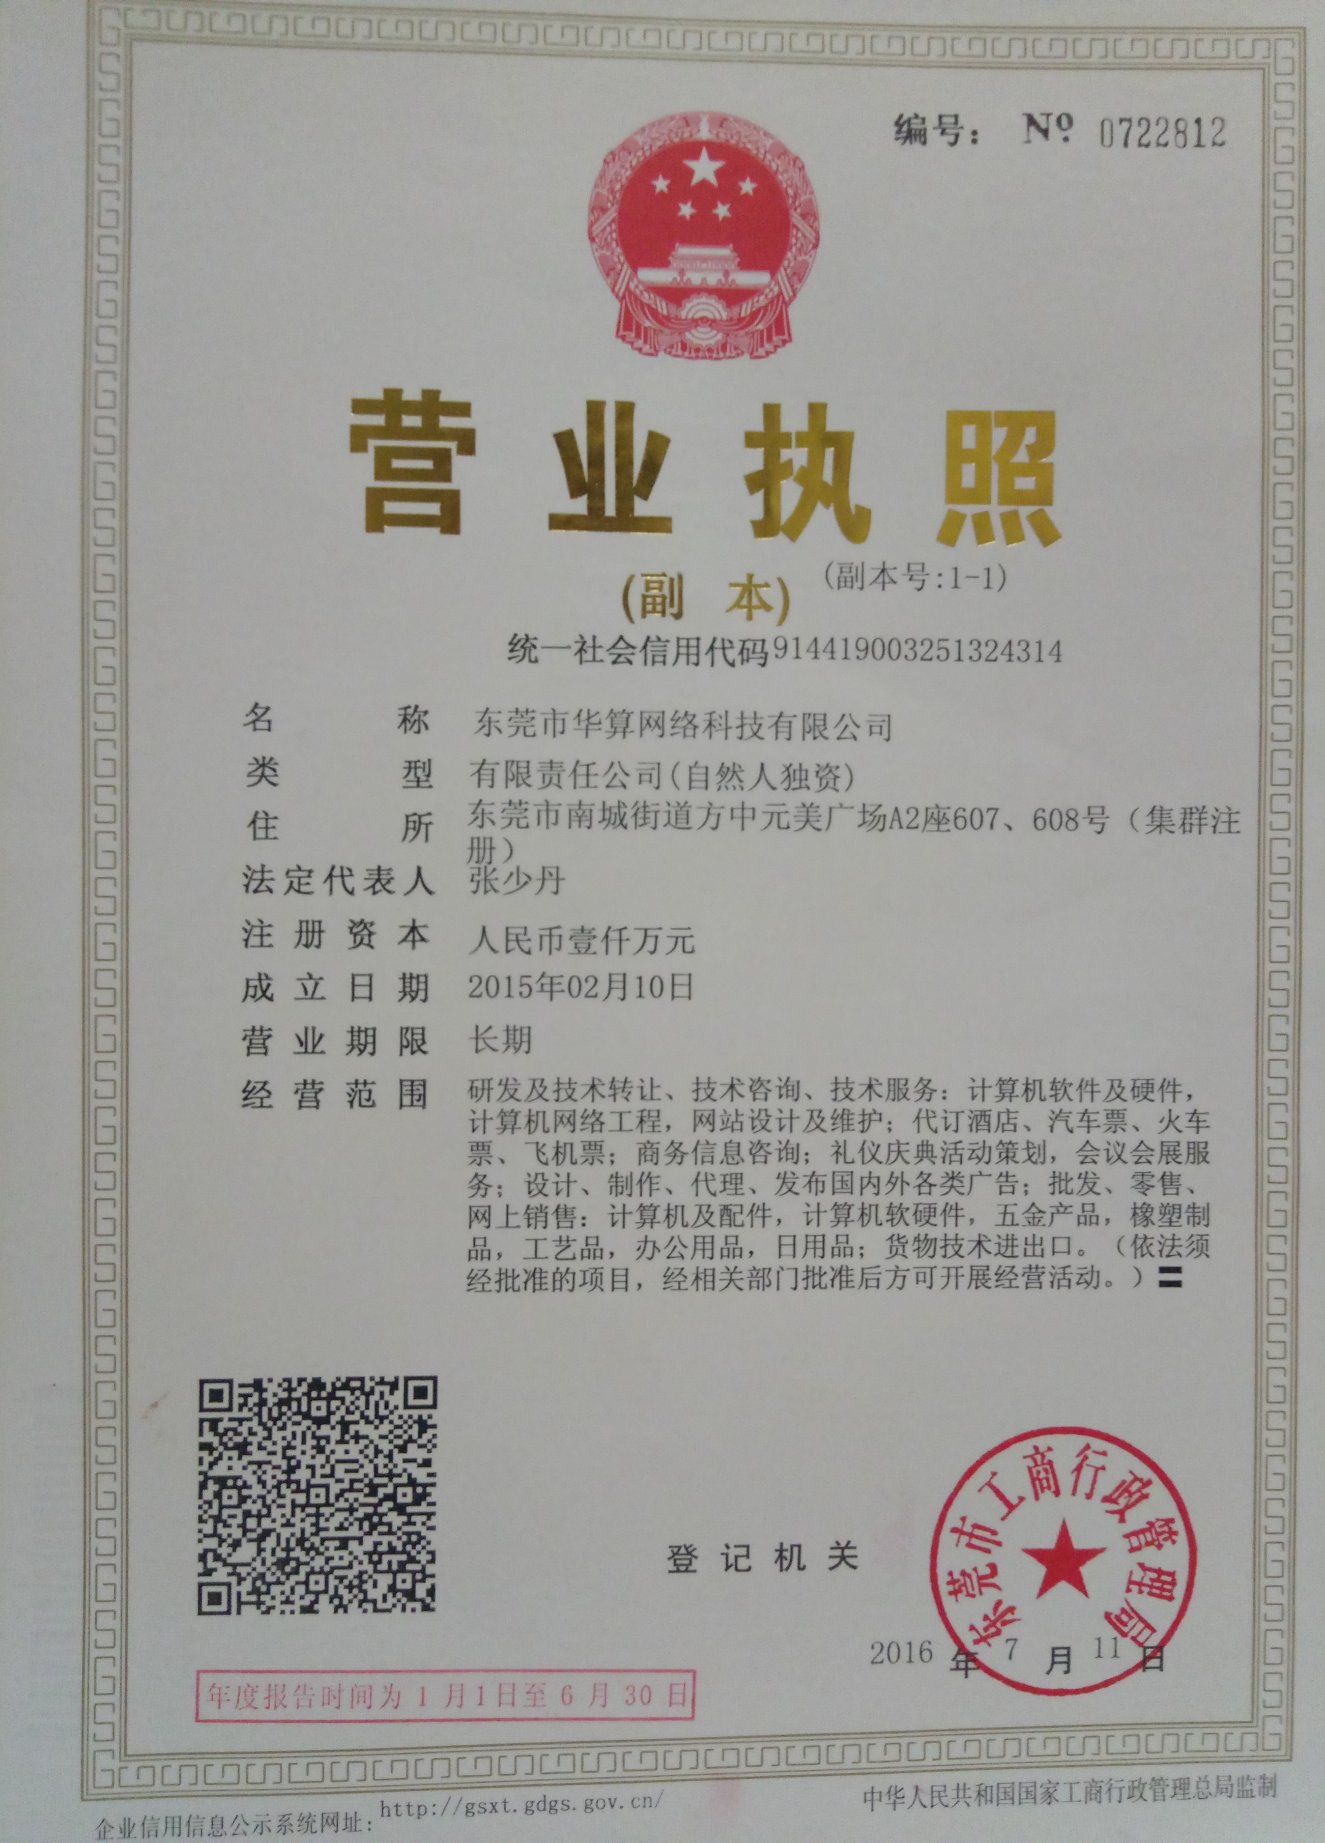 编号： Nº 0722812
营业执照
(副 本) (副本号:1-1)
统一社会信用代码914419003251324314
名称 东莞市华算网络科技有限公司
类型 有限责任公司(自然人独资)
住所 东莞市南城街道方中元美广场A2座607、608号（集群注
册）
法定代表人 张少丹
注册资本 人民币壹仟万元
成立日期 2015年02月10日
营业期限 长期
经营范围 研发及技术转让、技术咨询、技术服务：计算机软件及硬件，
计算机网络工程，网站设计及维护；代订酒店、汽车票、火车
票、飞机票；商务信息咨询；礼仪庆典活动策划，会议会展服
务；设计、制作、代理、发布国内外各类广告；批发、零售、
网上销售：计算机及配件，计算机软硬件，五金产品，橡塑制
品，工艺品，办公用品，日用品；货物技术进出口。（依法须
经批准的项目，经相关部门批准后方可开展经营活动。）〓
东莞市工商行政管理局
登记机关
2016年7月11日
年度报告时间为1月1日至6月30日
企业信用信息公示系统网址：http://gsxt.gdgs.gov.cn/
中华人民共和国国家工商行政管理总局监制